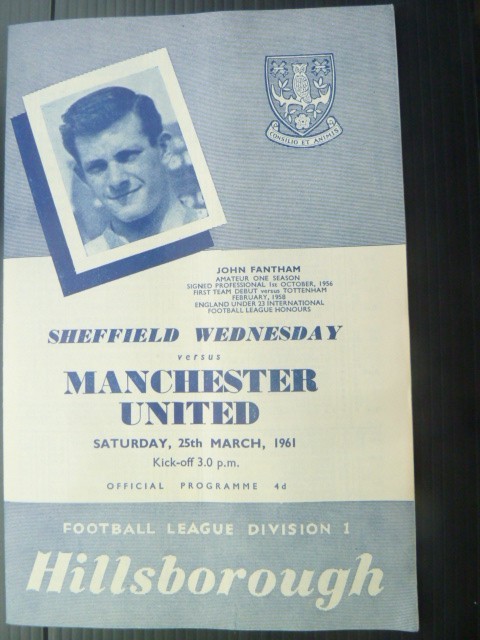 CONSILIO ET ANIMIS
JOHN FANTHAM
AMATEUR ONE SEASON
SIGNED PROFESSIONAL 1st OCTOBER, 1956
FIRST TEAM DEBUT versus TOTTENHAM
FEBRUARY, 1958
ENGLAND UNDER 23 INTERNATIONAL
FOOTBALL LEAGUE HONOURS
SHEFFIELD WEDNESDAY
versus
MANCHESTER
UNITED
SATURDAY, 25th MARCH, 1961
Kick-off 3.0 p.m.
OFFICIAL PROGRAMME 4d
FOOTBALL LEAGUE DIVISION 1
Hillsborough